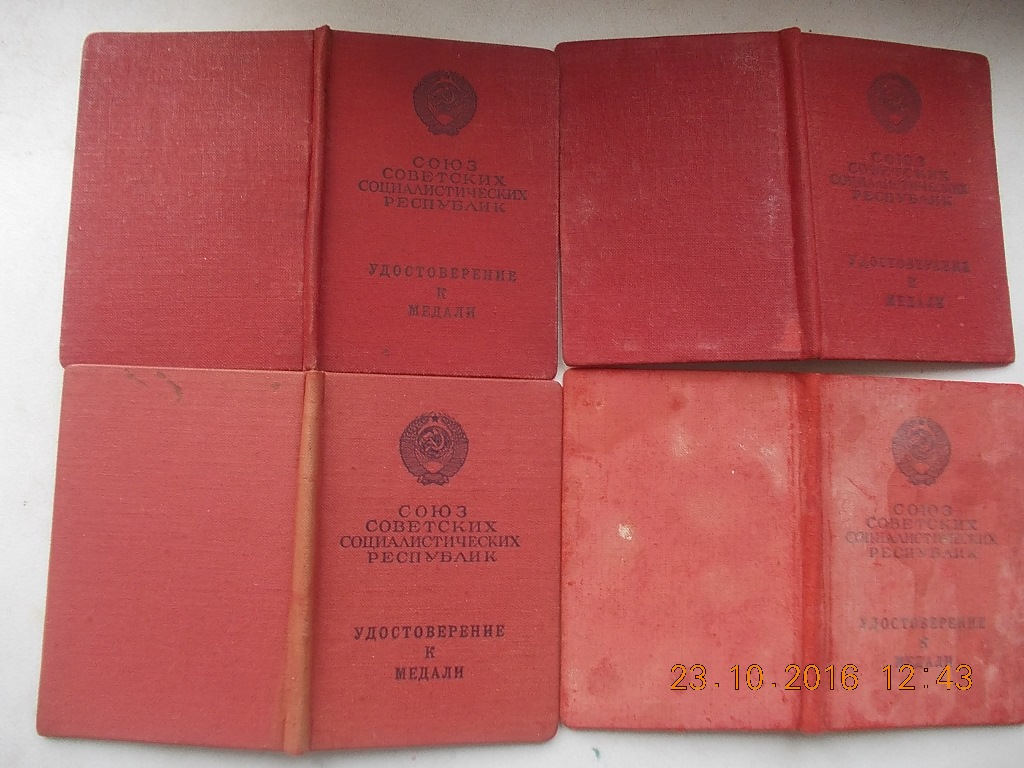 СОЮЗ
СОВЕТСКИХ
СОЦИАЛИСТИЧЕСКИХ
РЕСПУБЛИК
УДОСТОВЕРЕНИЕ
К
МЕДАЛИ
СОЮЗ
СОВЕТСКИХ
СОЦИАЛИСТИЧЕСКИХ
РЕСПУБЛИК
УДОСТОВЕРЕНИЕ
К
МЕДАЛИ
СОЮЗ
СОВЕТСКИХ
СОЦИАЛИСТИЧЕСКИХ
РЕСПУБЛИК
УДОСТОВЕРЕНИЕ
К
МЕДАЛИ
СОЮЗ
СОВЕТСКИХ
СОЦИАЛИСТИЧЕСКИХ
РЕСПУБЛИК
УДОСТОВЕРЕНИЕ
К
МЕДАЛИ
23.10.2016 12:43